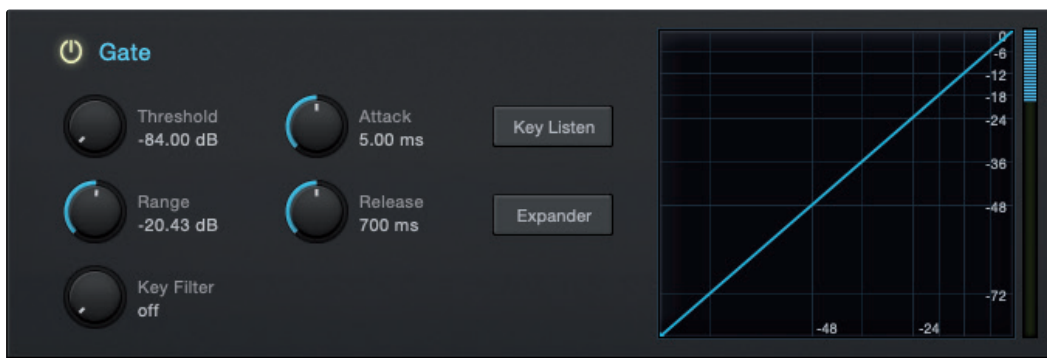 Gate
Threshold
-84.00 dB
Attack
5.00 ms
Key Listen
Range
-20.43 dB
Release
700 ms
Expander
Key Filter
off
0
-6
-12
-18
-24
-36
-48
-72
-48
-24